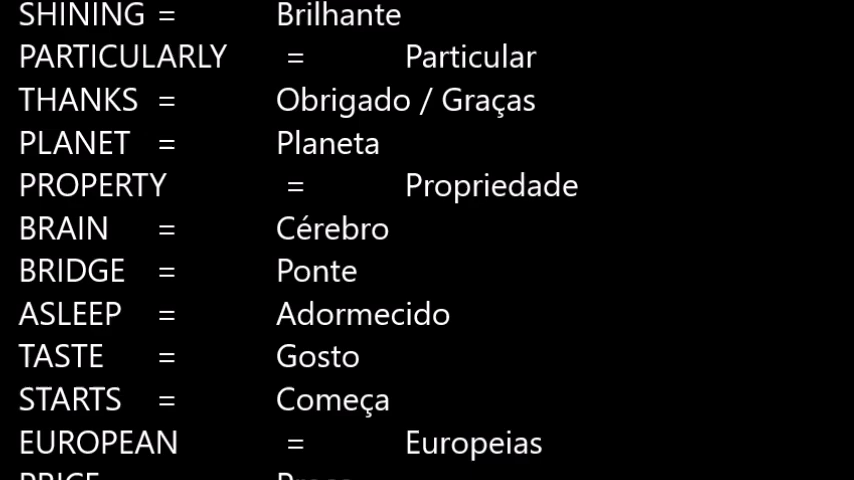 SHINING = Brilhante
PARTICULARLY = Particular
THANKS = Obrigado / Graças
PLANET = Planeta
PROPERTY = Propriedade
BRAIN = Cérebro
BRIDGE = Ponte
ASLEEP = Adormecido
TASTE = Gosto
STARTS = Começa
EUROPEAN = Europeias
PRICE